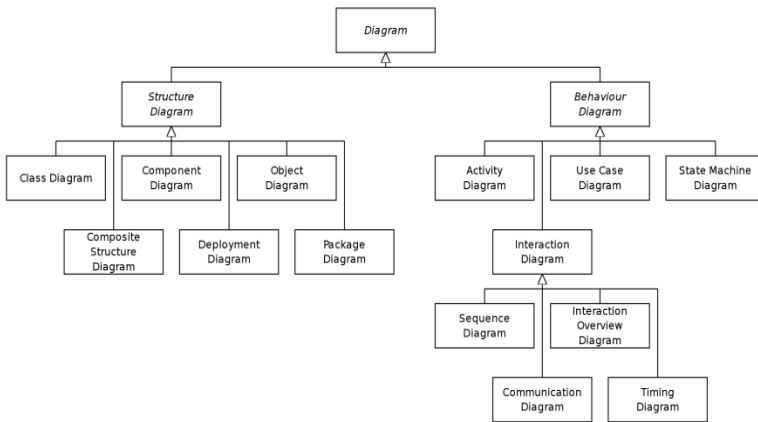 Diagram
Structure
Diagram
Behaviour
Diagram
Class Diagram
Component
Diagram
Object
Diagram
Activity
Diagram
Use Case
Diagram
State Machine
Diagram
Composite
Structure
Diagram
Deployment
Diagram
Package
Diagram
Interaction
Diagram
Sequence
Diagram
Interaction
Overview
Diagram
Communication
Diagram
Timing
Diagram